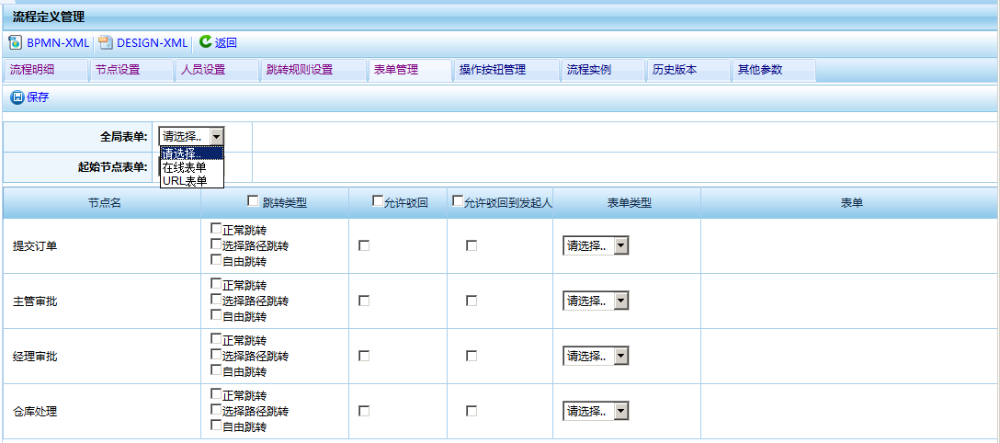 流程定义管理
BPMN-XML DESIGN-XML 返回
流程明细 节点设置 人员设置 跳转规则设置 表单管理 操作按钮管理 流程实例 历史版本 其他参数
保存
全局表单: 请选择..
请选择..
起始节点表单: 在线表单
URL表单
节点名 跳转类型 允许驳回 允许驳回到发起人 表单类型 表单
正常跳转
提交订单 选择路径跳转 请选择..
自由跳转
正常跳转
主管审批 选择路径跳转 请选择..
自由跳转
正常跳转
经理审批 选择路径跳转 请选择..
自由跳转
正常跳转
仓库处理 选择路径跳转 请选择..
自由跳转